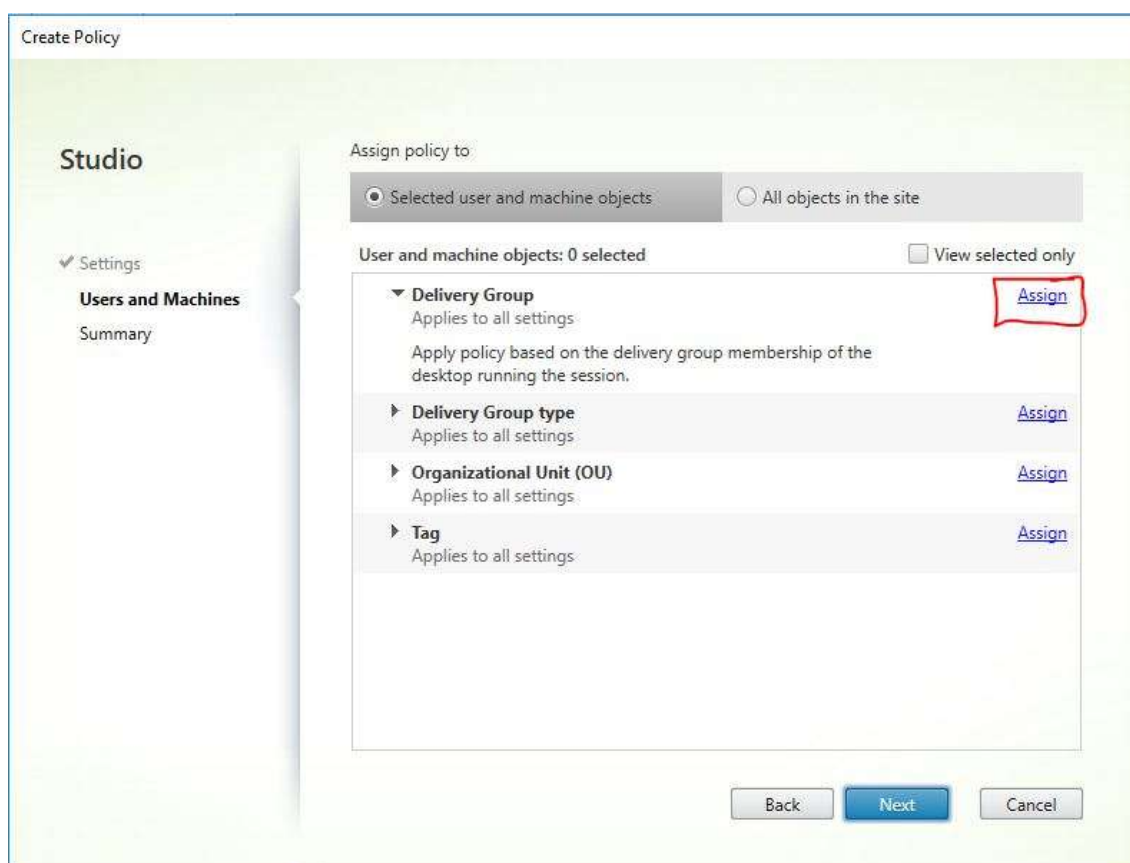 Create Policy
Studio
Settings
Users and Machines
Summary
Assign policy to
Selected user and machine objects
All objects in the site
User and machine objects: 0 selected
View selected only
Delivery Group
Assign
Applies to all settings
Apply policy based on the delivery group membership of the
desktop running the session.
Delivery Group type
Assign
Applies to all settings
Organizational Unit (OU)
Assign
Applies to all settings
Tag
Assign
Applies to all settings
Back
Next
Cancel